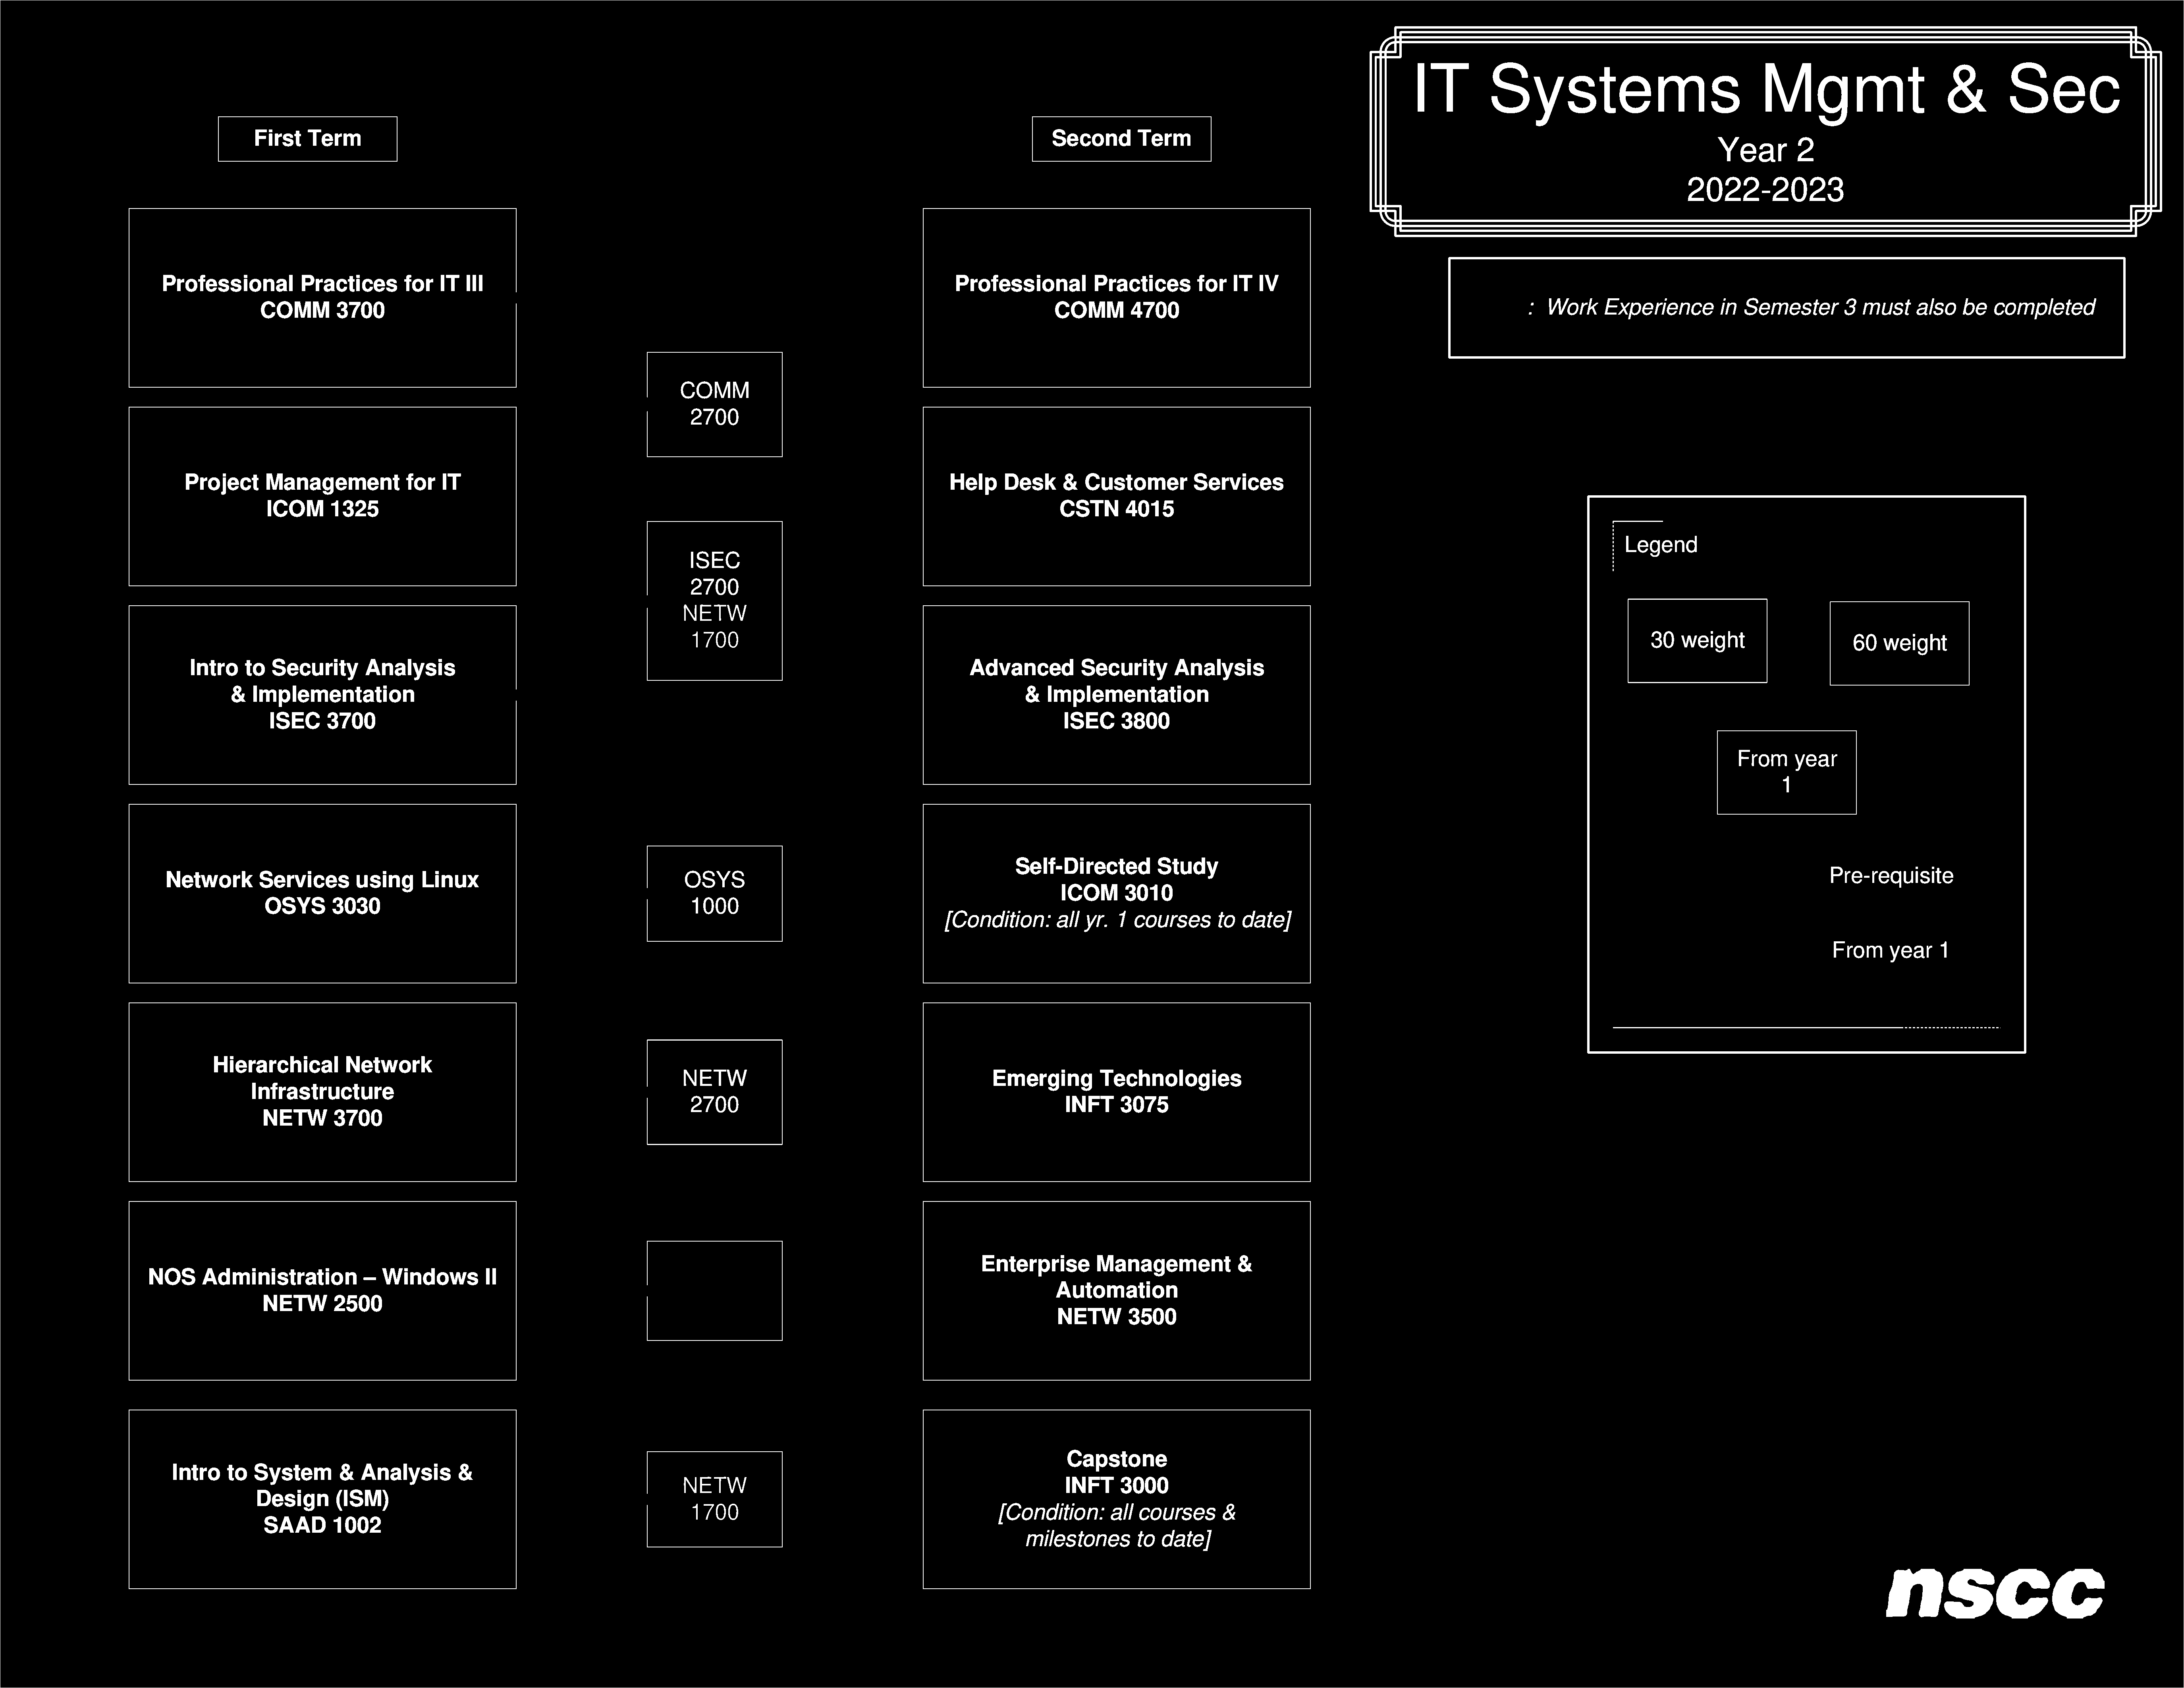 IT Systems Mgmt & Sec
Year 2
2022-2023
First Term
Second Term
: Work Experience in Semester 3 must also be completed
Professional Practices for IT III
COMM 3700
Project Management for IT
ICOM 1325
Intro to Security Analysis
& Implementation
ISEC 3700
Network Services using Linux
OSYS 3030
Hierarchical Network
Infrastructure
NETW 3700
NOS Administration – Windows II
NETW 2500
Intro to System & Analysis &
Design (ISM)
SAAD 1002
COMM
2700
ISEC
2700
NETW
1700
OSYS
1000
NETW
2700
NETW
1700
Professional Practices for IT IV
COMM 4700
Help Desk & Customer Services
CSTN 4015
Advanced Security Analysis
& Implementation
ISEC 3800
Self-Directed Study
ICOM 3010
[Condition: all yr. 1 courses to date]
Emerging Technologies
INFT 3075
Enterprise Management &
Automation
NETW 3500
Capstone
INFT 3000
[Condition: all courses &
milestones to date]
Legend
30 weight
60 weight
From year
1
Pre-requisite
From year 1
nscc